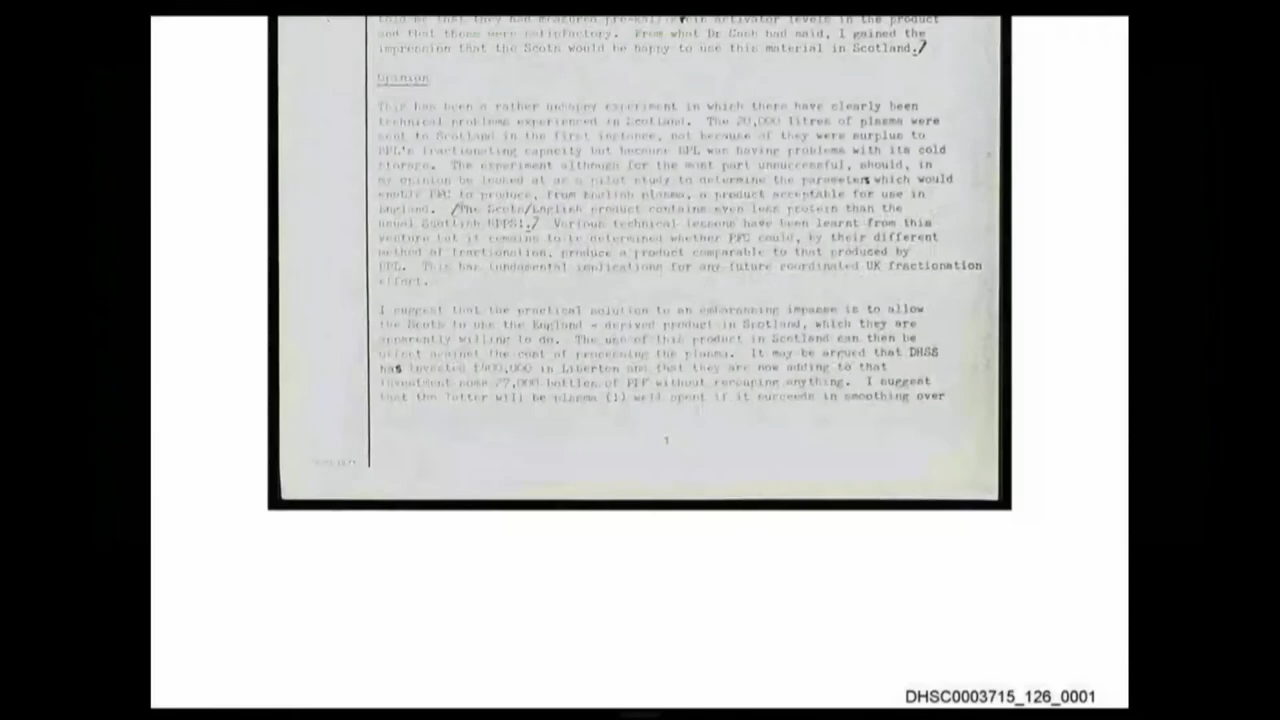 told me that they had measured pre-kallikrein activator levels in the product
and that these were satisfactory. From what Dr Cash had said, I gained the
impression that the Scots would be happy to use this material in Scotland./
Opinion
This has been a rather unhappy experiment in which there have clearly been
technical problems experienced in Scotland. The 20,000 litres of plasma were
sent to Scotland in the first instance, not because of they were surplus to
BPL's fractionating capacity but because BPL was having problems with its cold
storage. The experiment although for the most part unsuccessful, should, in
my opinion be looked at as a pilot study to determine the parameters which would
enable PFC to produce, from English plasma, a product acceptable for use in
England. /The Scots/English product contains even less protein than the
usual Scottish SPPS!./ Various technical lessons have been learnt from this
venture but it remains to be determined whether PFC could, by their different
method of fractionation, produce a product comparable to that produced by
BPL. This has fundamental implications for any future coordinated UK fractionation
effort.
I suggest that the practical solution to an embarassing impasse is to allow
the Scots to use the England - derived product in Scotland, which they are
apparently willing to do. The use of this product in Scotland can then be
offset against the cost of processing the plasma. It may be argued that DHSS
has invested in Liberton and that they are now adding to that
investment some bottles of PPF without recouping anything. I suggest
that the latter will be plasma (!) well spent if it succeeds in smoothing over
1
DHSC0003715_126_0001